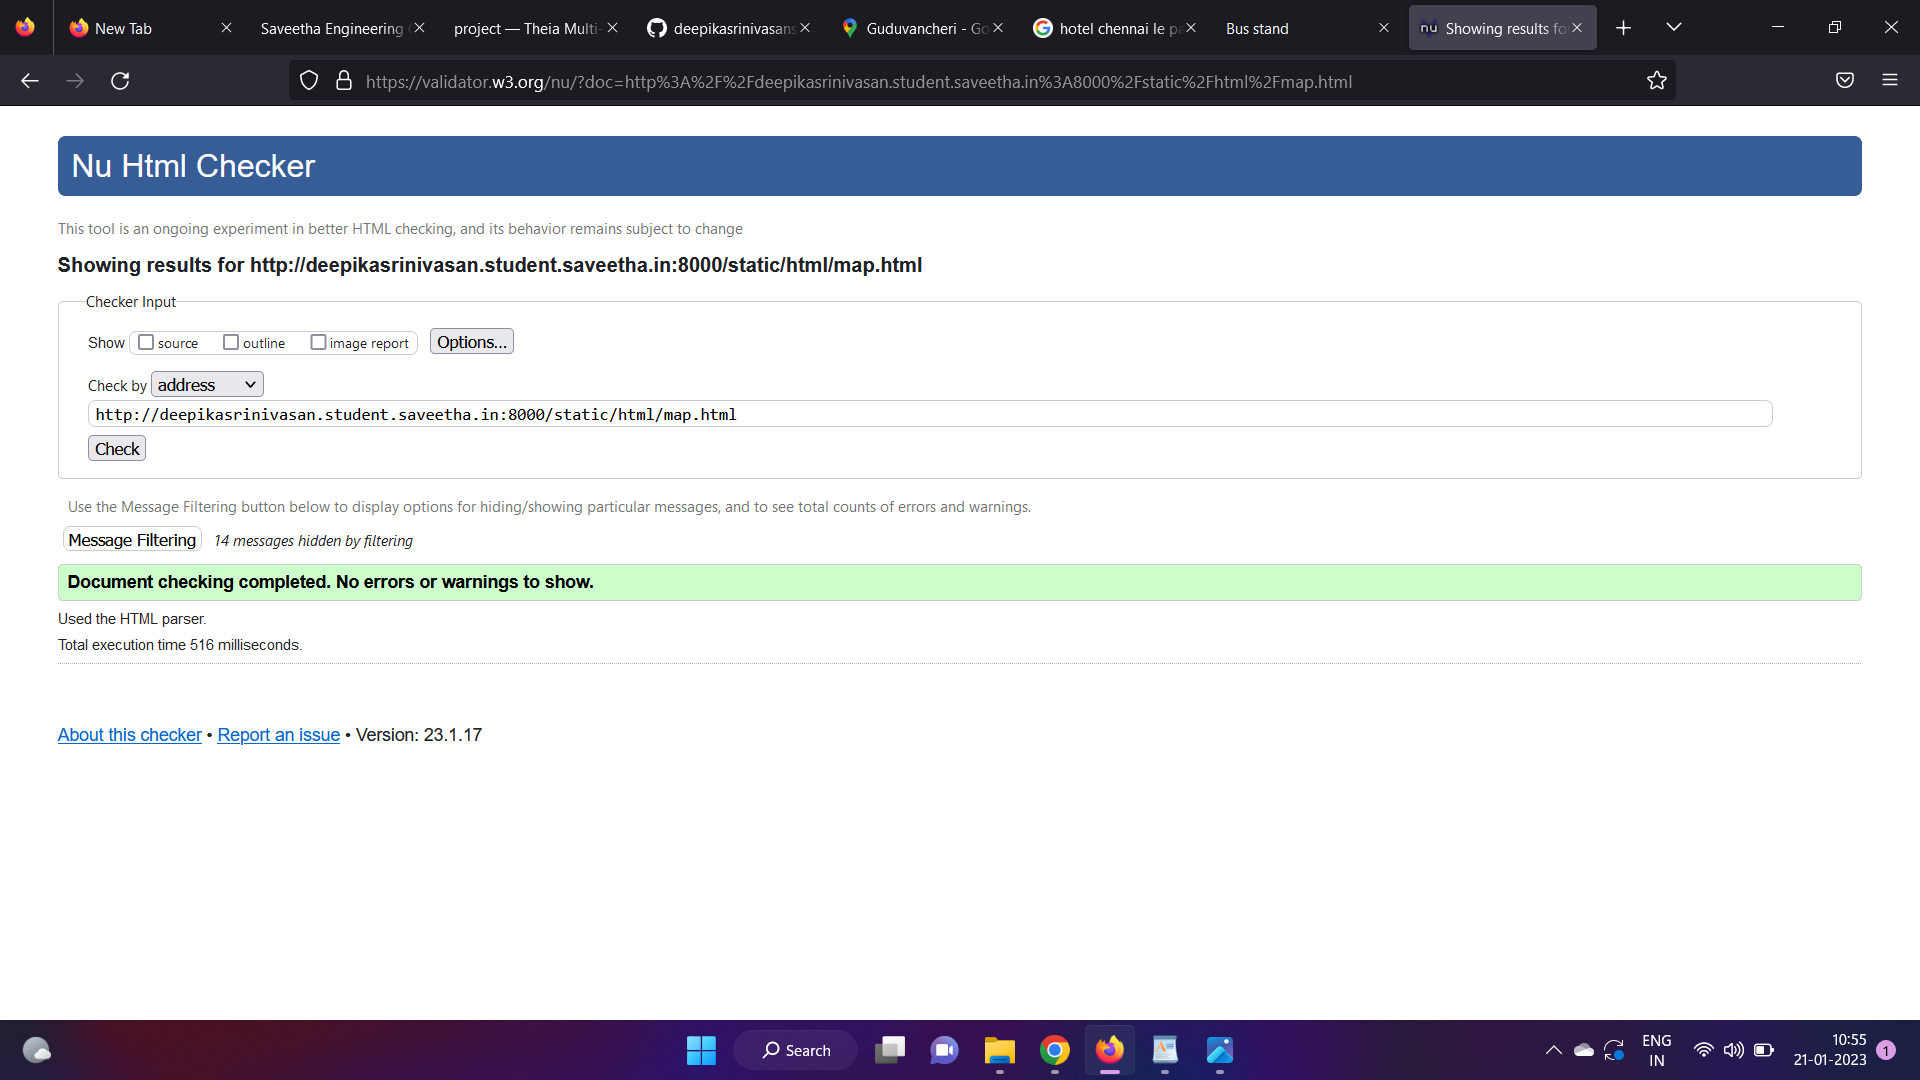 New Tab
Saveetha Engineering
project — Theia Multi-
deepikasrinivasans
Guduvancheri - Go
hotel chennai le pa
Bus stand
nu Showing results fo
https://validator.w3.org/nu/?doc=http%3A%2F%2Fdeepikasrinivasan.student.saveetha.in%3A8000%2Fstatic%2Fhtml%2Fmap.html
Nu Html Checker
This tool is an ongoing experiment in better HTML checking, and its behavior remains subject to change
Showing results for http://deepikasrinivasan.student.saveetha.in:8000/static/html/map.html
Checker Input
Show source outline image report Options...
Check by address
http://deepikasrinivasan.student.saveetha.in:8000/static/html/map.html
Check
Use the Message Filtering button below to display options for hiding/showing particular messages, and to see total counts of errors and warnings.
Message Filtering 14 messages hidden by filtering
Document checking completed. No errors or warnings to show.
Used the HTML parser.
Total execution time 516 milliseconds.
About this checker • Report an issue • Version: 23.1.17
Search
ENG
IN
10:55
21-01-2023
1